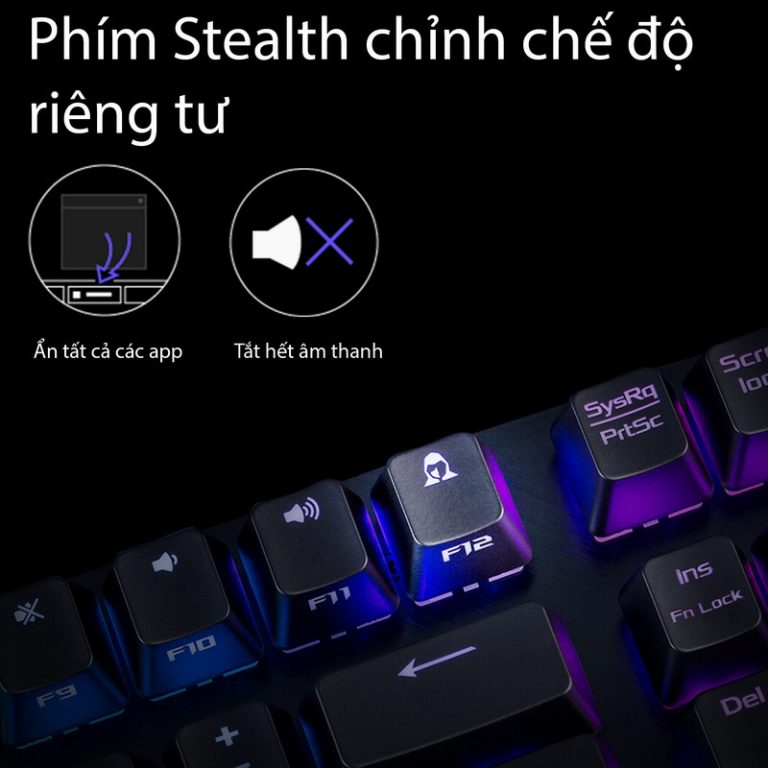 Phím Stealth chỉnh chế độ
riêng tư
Ẩn tất cả các app
Tắt hết âm thanh
SysRq
PrtSc
F12
F11
F10
F9
Ins
Fn Lock
+
Del